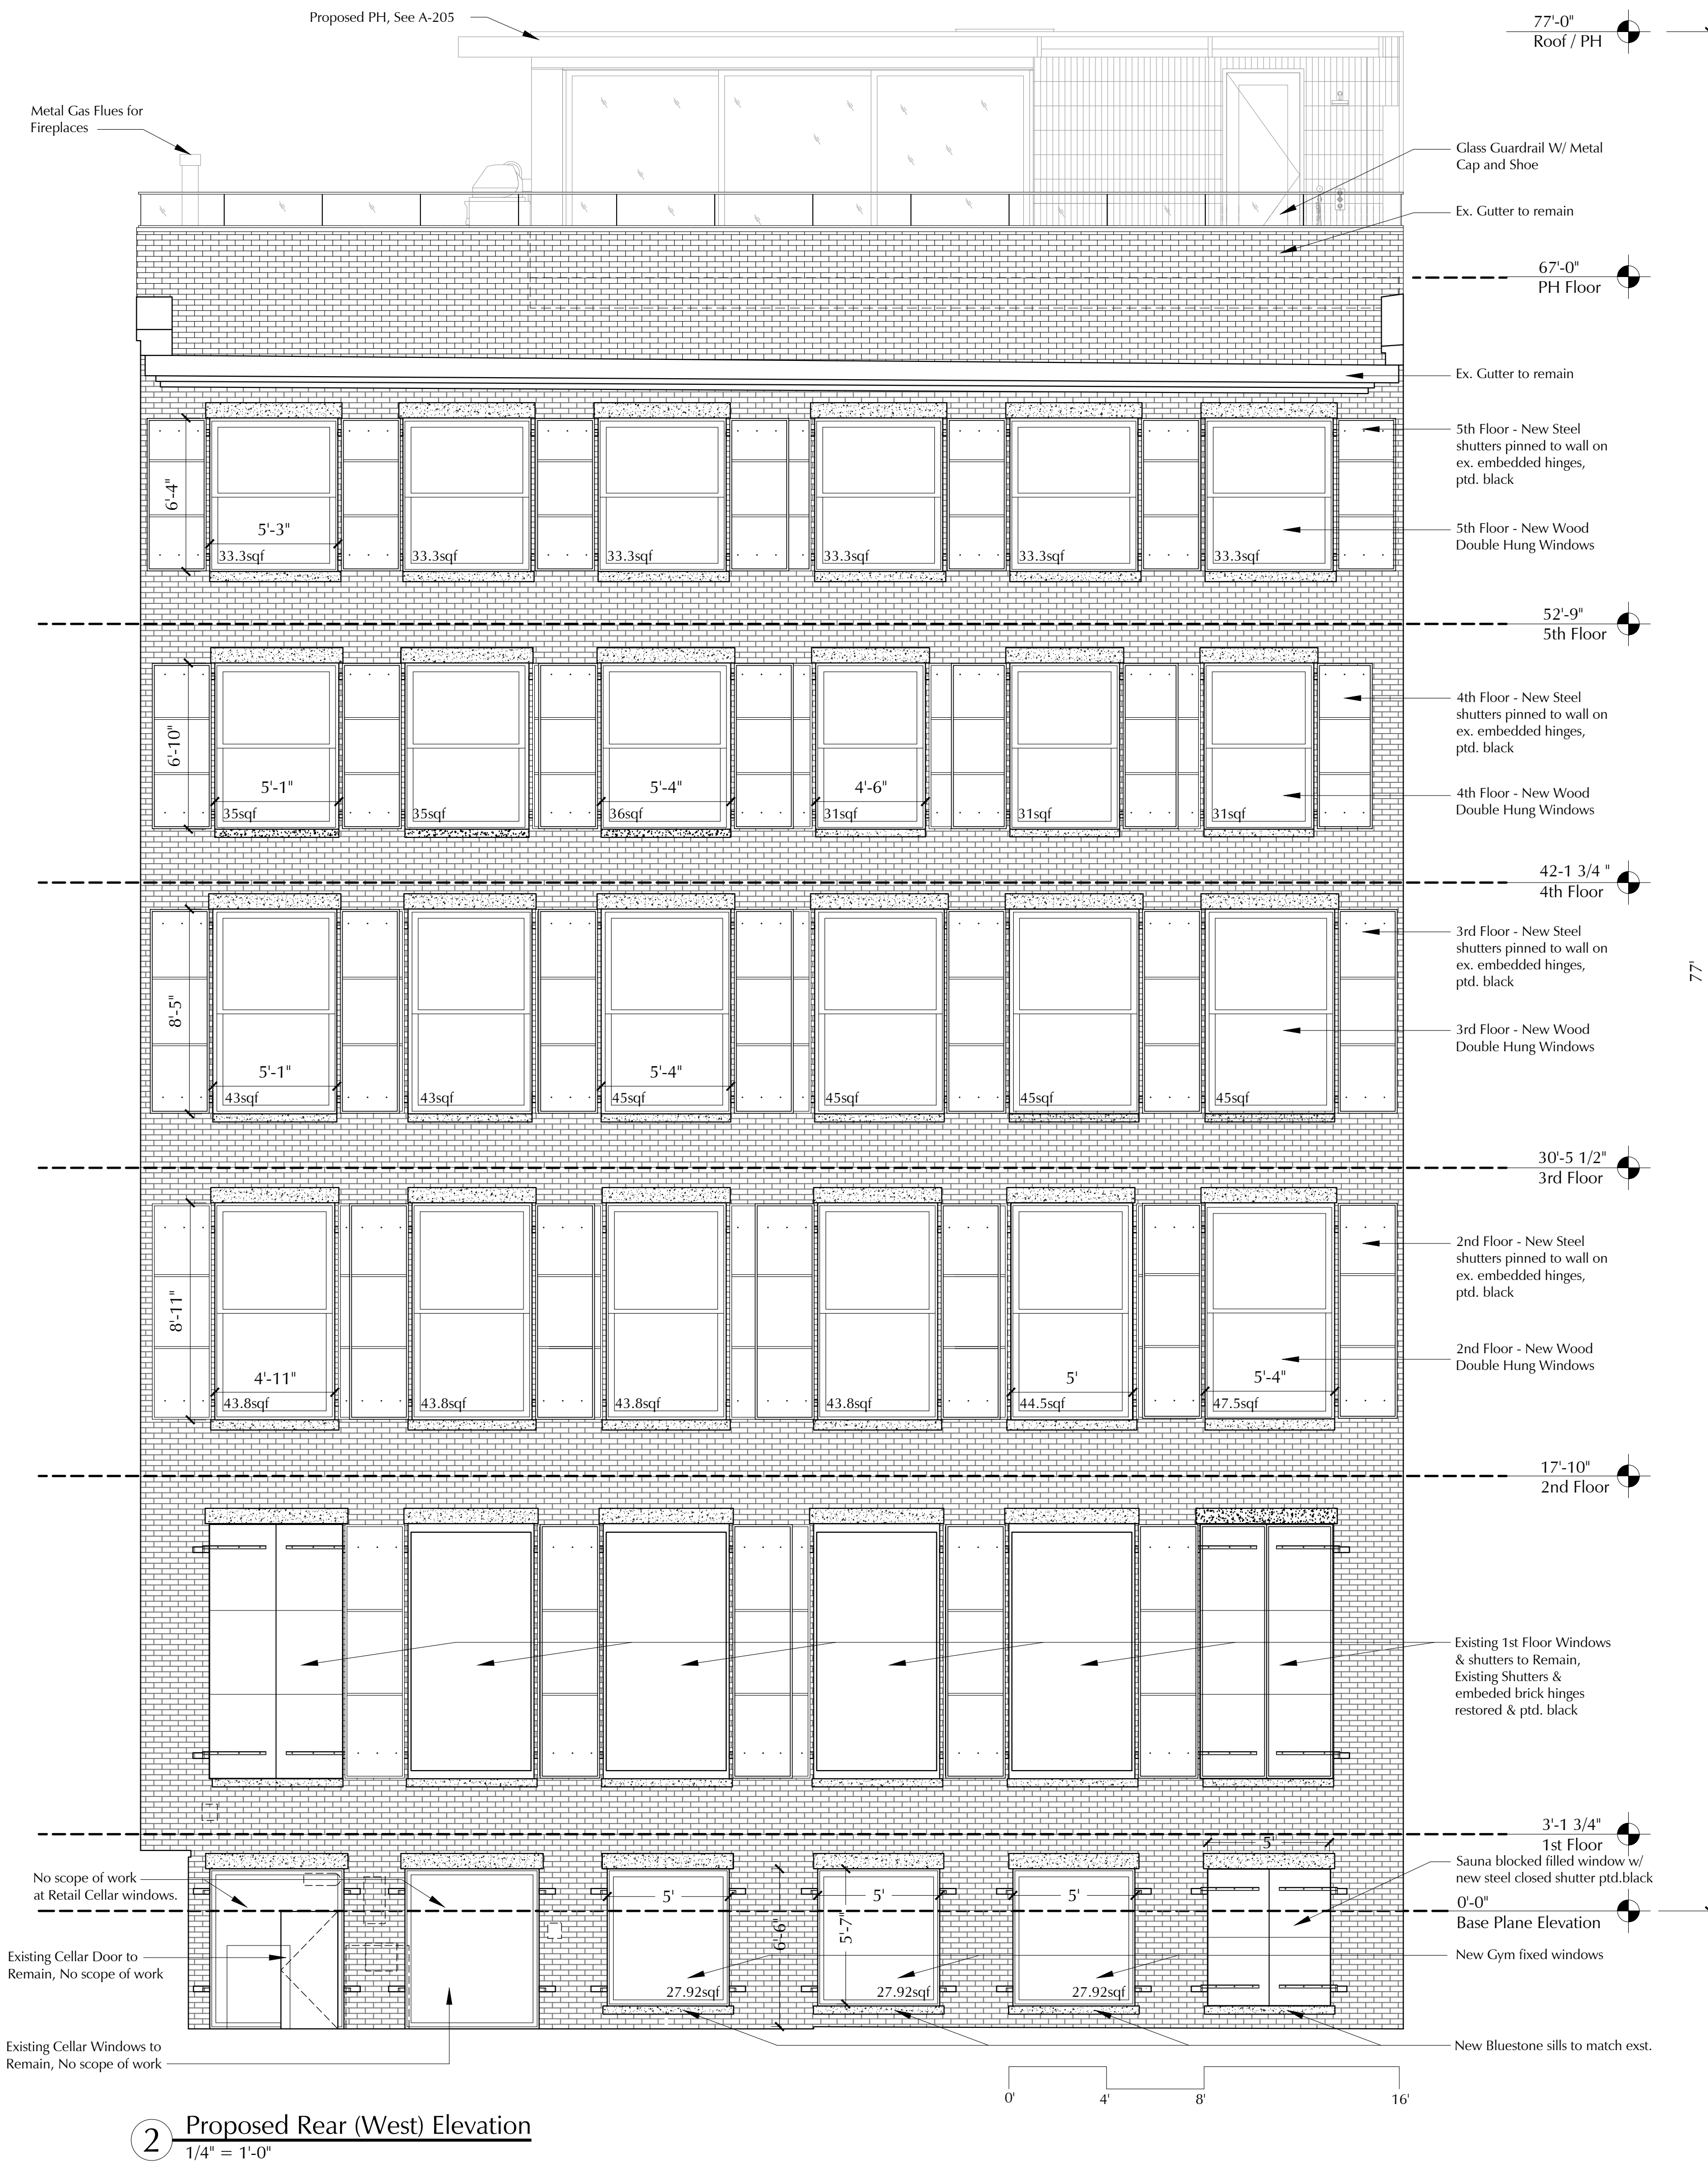 Proposed PH, See A-205
77'-0"
Roof / PH
Metal Gas Flues for
Fireplaces
Glass Guardrail W/ Metal
Cap and Shoe
Ex. Gutter to remain
67'-0"
PH Floor
Ex. Gutter to remain
5th Floor - New Steel
shutters pinned to wall on
ex. embedded hinges,
ptd. black
6'-4"
5'-3"
33.3sqf
33.3sqf
33.3sqf
33.3sqf
33.3sqf
33.3sqf
5th Floor - New Wood
Double Hung Windows
52'-9"
5th Floor
4th Floor - New Steel
shutters pinned to wall on
ex. embedded hinges,
ptd. black
6'-10"
5'-1"
5'-4"
4'-6"
35sqf
35sqf
36sqf
31sqf
31sqf
31sqf
4th Floor - New Wood
Double Hung Windows
42-1 3/4 "
4th Floor
3rd Floor - New Steel
shutters pinned to wall on
ex. embedded hinges,
ptd. black
77'
8'-5"
3rd Floor - New Wood
Double Hung Windows
5'-1"
5'-4"
43sqf
43sqf
45sqf
45sqf
45sqf
45sqf
30'-5 1/2"
3rd Floor
2nd Floor - New Steel
shutters pinned to wall on
ex. embedded hinges,
ptd. black
8'-11"
2nd Floor - New Wood
Double Hung Windows
4'-11"
5'
5'-4"
43.8sqf
43.8sqf
43.8sqf
43.8sqf
44.5sqf
47.5sqf
17'-10"
2nd Floor
Existing 1st Floor Windows
& shutters to Remain,
Existing Shutters &
embeded brick hinges
restored & ptd. black
3'-1 3/4"
1st Floor
5'
Sauna blocked filled window w/
new steel closed shutter ptd.black
No scope of work
at Retail Cellar windows.
5'
5'
5'
0'-0"
Base Plane Elevation
6'-6"
5'-7"
Existing Cellar Door to
Remain, No scope of work
New Gym fixed windows
27.92sqf
27.92sqf
27.92sqf
Existing Cellar Windows to
Remain, No scope of work
New Bluestone sills to match exst.
0'
4'
8'
16'
2
Proposed Rear (West) Elevation
1/4" = 1'-0"